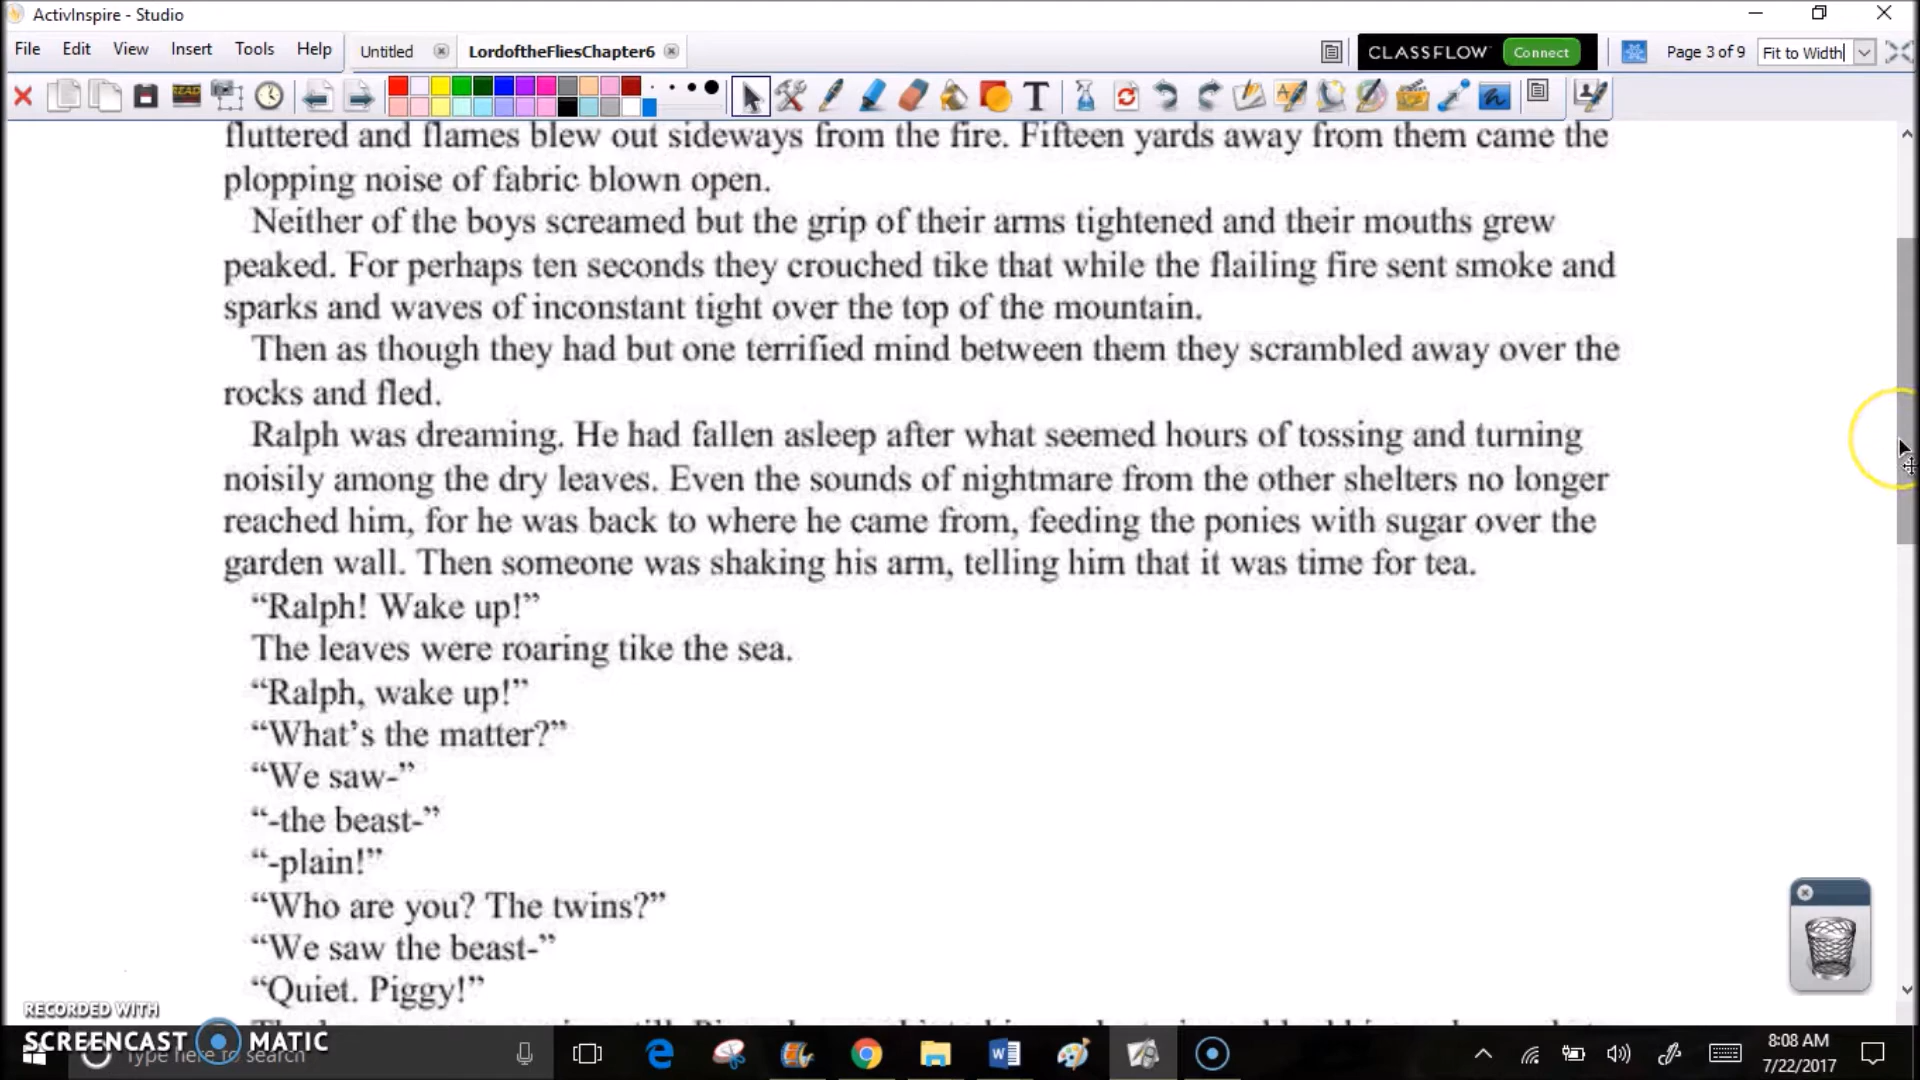 ActivInspire - Studio
File Edit View Insert Tools Help
Untitled LordoftheFliesChapter6
CLASSFLOW Connect Page 3 of 9 Fit to Width
fluttered and flames blew out sideways from the fire. Fifteen yards away from them came the
plopping noise of fabric blown open.
Neither of the boys screamed but the grip of their arms tightened and their mouths grew
peaked. For perhaps ten seconds they crouched tike that while the flailing fire sent smoke and
sparks and waves of inconstant tight over the top of the mountain.
Then as though they had but one terrified mind between them they scrambled away over the
rocks and fled.
Ralph was dreaming. He had fallen asleep after what seemed hours of tossing and turning
noisily among the dry leaves. Even the sounds of nightmare from the other shelters no longer
reached him, for he was back to where he came from, feeding the ponies with sugar over the
garden wall. Then someone was shaking his arm, telling him that it was time for tea.
“Ralph! Wake up!”
The leaves were roaring tike the sea.
“Ralph, wake up!”
“What’s the matter?”
“We saw-”
“-the beast-”
“-plain!”
“Who are you? The twins?”
“We saw the beast-”
“Quiet. Piggy!”
RECORDED WITH
SCREENCAST MATIC
Type here to search
8:08 AM
7/22/2017